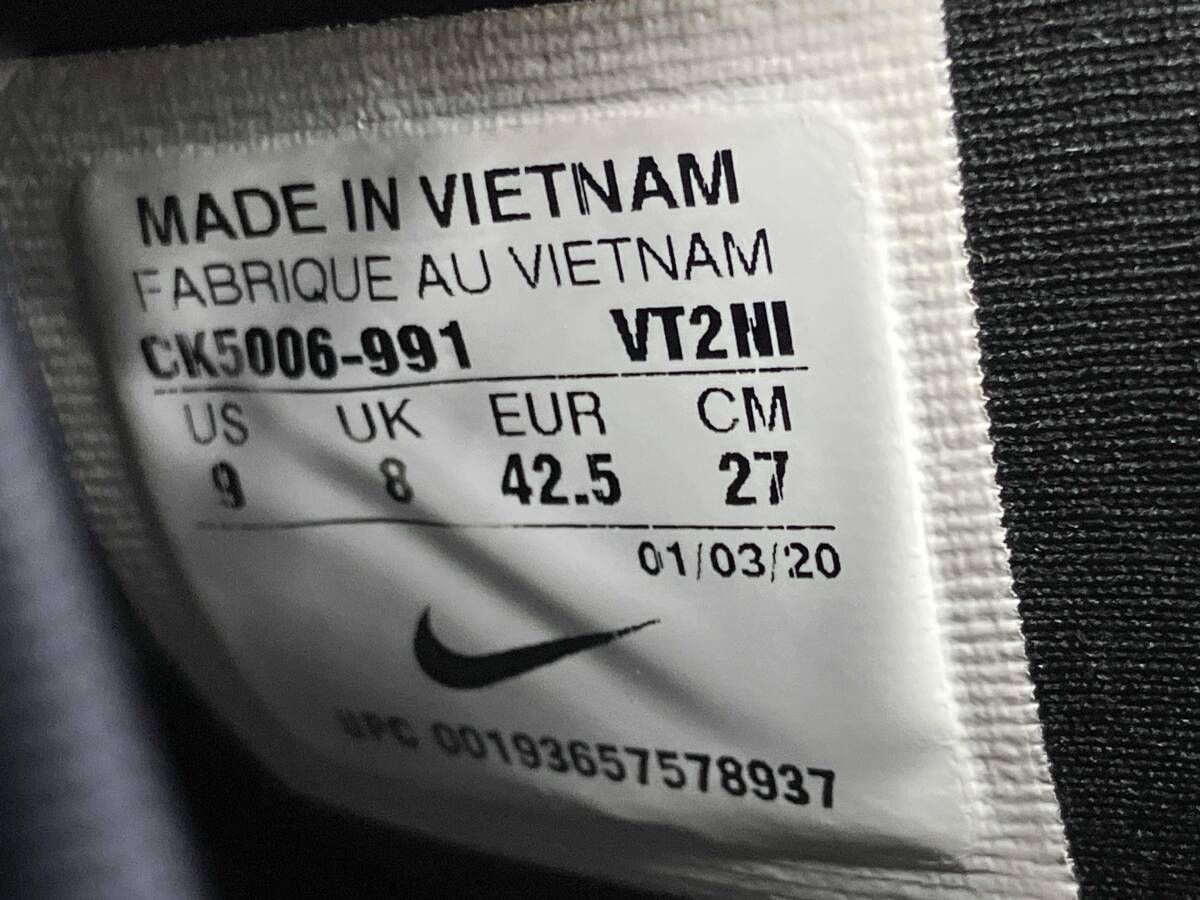 MADE IN VIETNAM
FABRIQUE AU VIETNAM
CK5006-991 VT2NI
US UK EUR CM
9 8 42.5 27
01/03/20
UPC 00193657578937